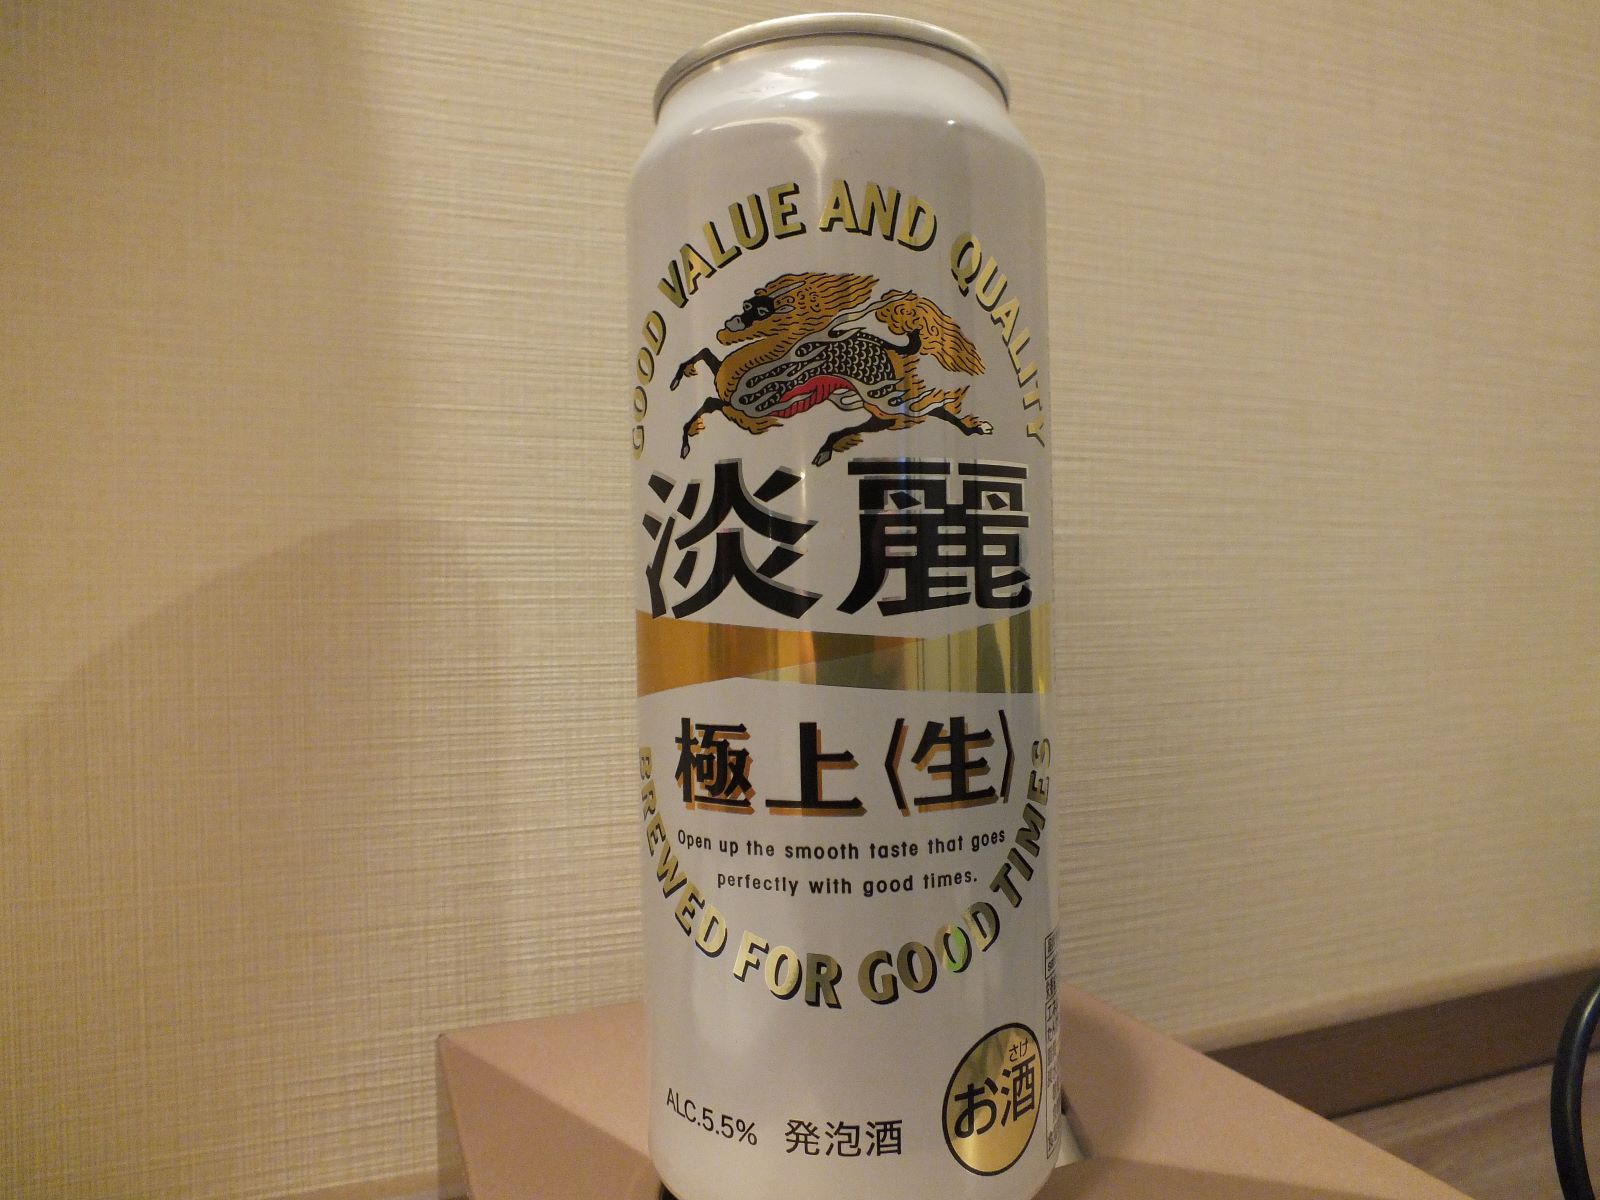 GOOD VALUE AND QUALITY
淡麗
極上〈生〉
Open up the smooth taste that goes
perfectly with good times.
BREWED FOR GOOD TIMES
ALC.5.5% 発泡酒
さけ
お酒